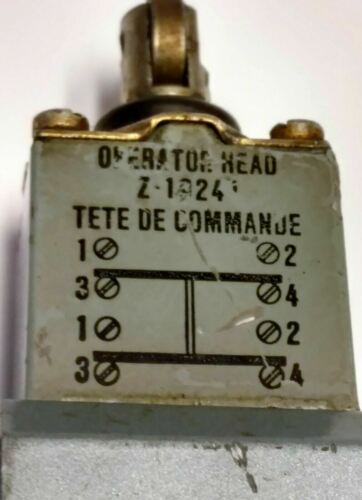 OPERATOR HEAD
TETE DE COMMANDE
1 2
3 4
1 2
3 4